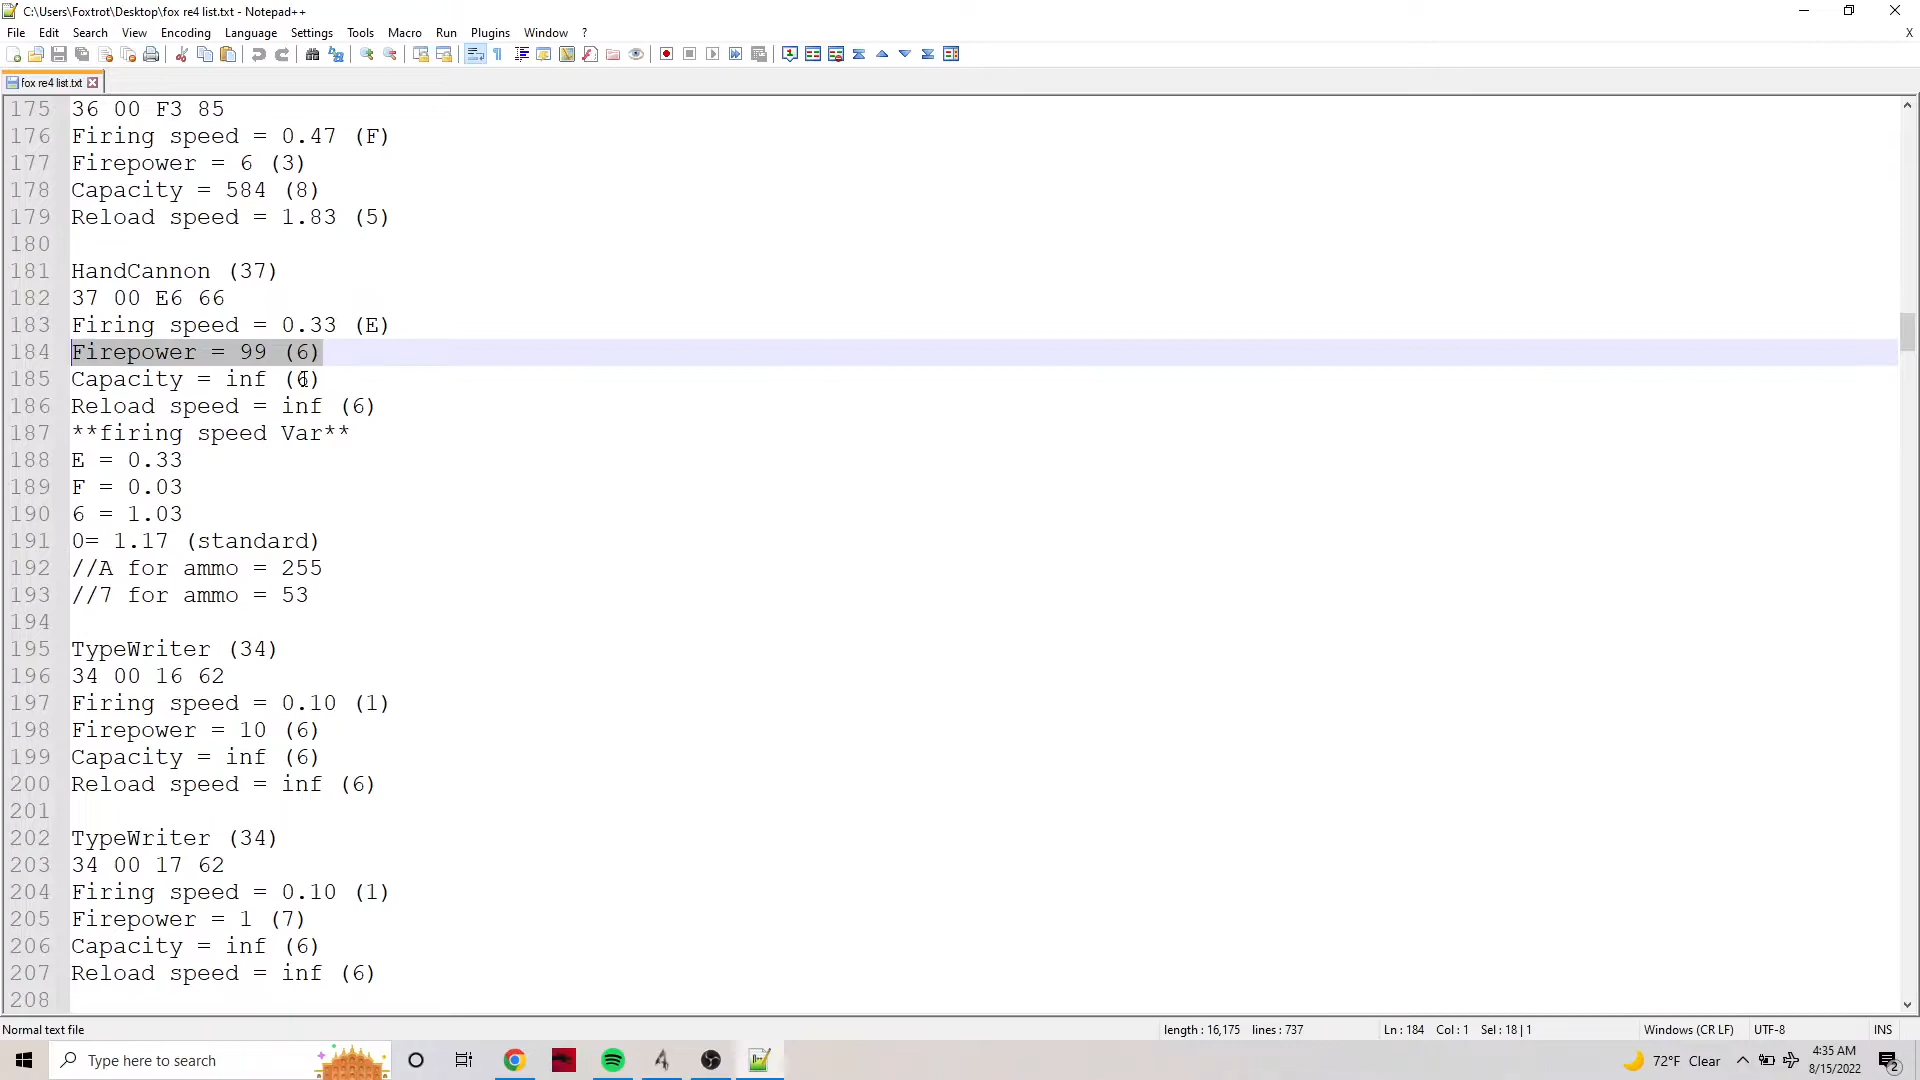 C:\Users\Foxtrot\Desktop\fox re4 list.txt - Notepad++
File Edit Search View Encoding Language Settings Tools Macro Run Plugins Window ? X
fox re4 list.txt
175 36 00 F3 85
176 Firing speed = 0.47 (F)
177 Firepower = 6 (3)
178 Capacity = 584 (8)
179 Reload speed = 1.83 (5)
180
181 HandCannon (37)
182 37 00 E6 66
183 Firing speed = 0.33 (E)
184 Firepower = 99 (6)
185 Capacity = inf (6)
186 Reload speed = inf (6)
187 **firing speed Var**
188 E = 0.33
189 F = 0.03
190 6 = 1.03
191 0= 1.17 (standard)
192 //A for ammo = 255
193 //7 for ammo = 53
194
195 TypeWriter (34)
196 34 00 16 62
197 Firing speed = 0.10 (1)
198 Firepower = 10 (6)
199 Capacity = inf (6)
200 Reload speed = inf (6)
201
202 TypeWriter (34)
203 34 00 17 62
204 Firing speed = 0.10 (1)
205 Firepower = 1 (7)
206 Capacity = inf (6)
207 Reload speed = inf (6)
208
Normal text file length : 16,175 lines : 737 Ln : 184 Col : 1 Sel : 18 | 1 Windows (CR LF) UTF-8 INS
Type here to search 72°F Clear 4:35 AM
8/15/2022 2